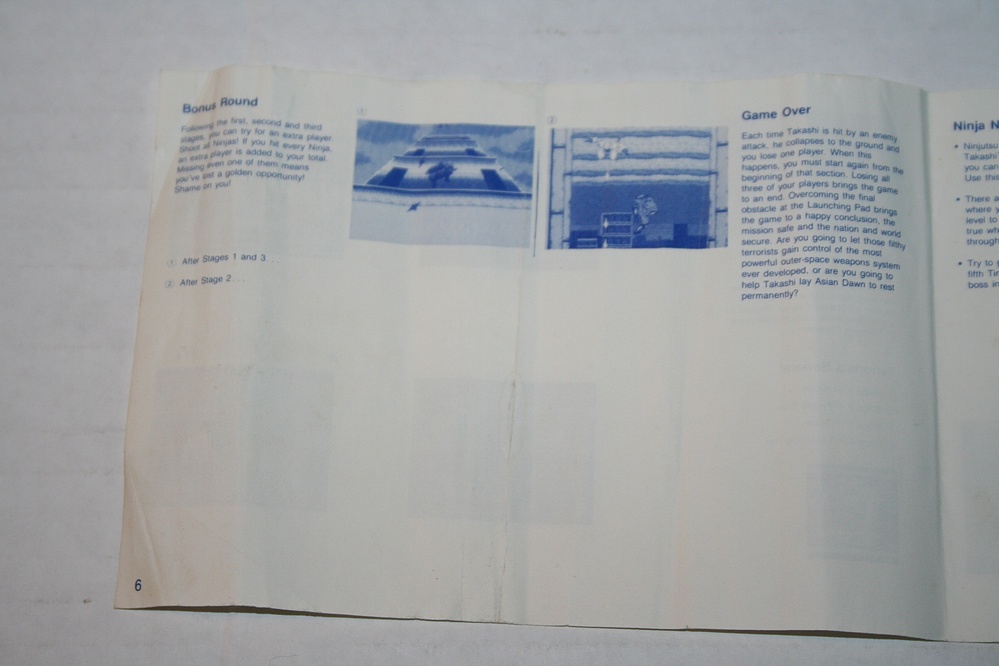 Bonus Round
Following the first, second and third
stages, you can try for an extra player.
Shoot all Ninjas! If you hit every Ninja,
an extra player is added to your total.
Missing even one of them means
you've lost a golden opportunity!
Shame on you!
① After Stages 1 and 3...
② After Stage 2...
①
②
Game Over
Each time Takashi is hit by an enemy
attack, he collapses to the ground and
you lose one player. When this
happens, you must start again from the
beginning of that section. Losing all
three of your players brings the game
to an end. Overcoming the final
obstacle at the Launching Pad brings
the game to a happy conclusion, the
mission safe and the nation and world
secure. Are you going to let those filthy
terrorists gain control of the most
powerful outer-space weapons system
ever developed, or are you going to
help Takashi lay Asian Dawn to rest
permanently?
Ninja N
• Ninjutsu
Takashi
you can
Use this
• There a
where y
level to
true wh
through
• Try to
fifth Tim
boss in
6